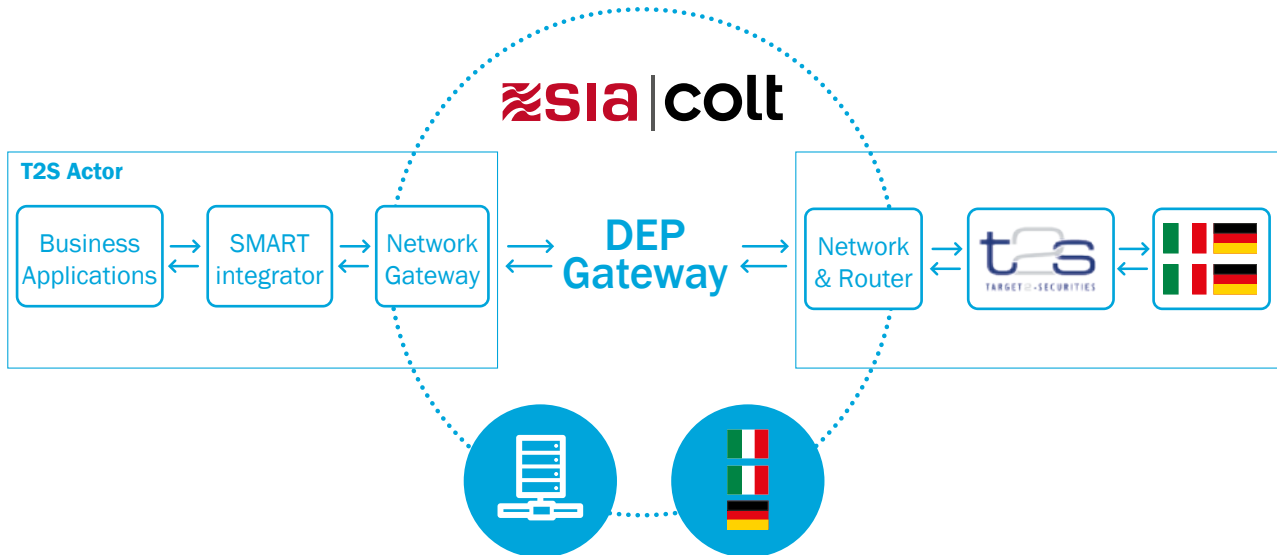 sia | colt
T2S Actor
Business
Applications
SMART
integrator
Network
Gateway
DEP
Gateway
Network
& Router
t2s
TARGET2-SECURITIES